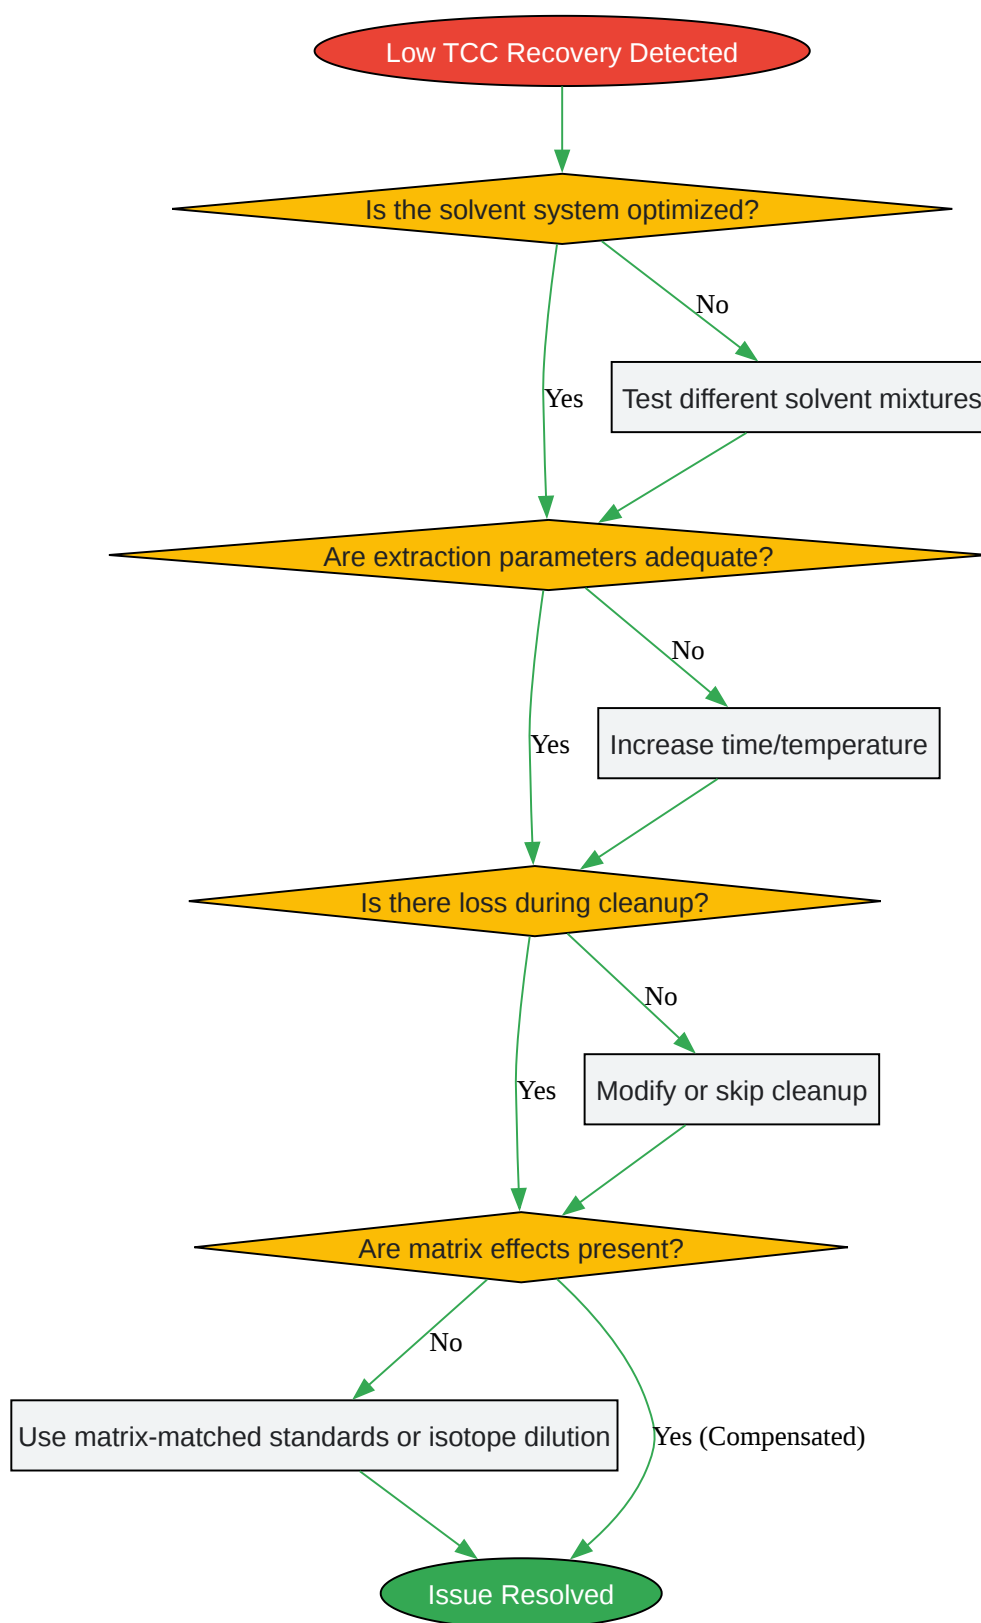 Low TCC Recovery Detected
Is the solvent system optimized?
No
Yes
Test different solvent mixtures
Are extraction parameters adequate?
No
Yes
Increase time/temperature
Is there loss during cleanup?
No
Yes
Modify or skip cleanup
Are matrix effects present?
No
Use matrix-matched standards or isotope dilution
Yes (Compensated)
Issue Resolved